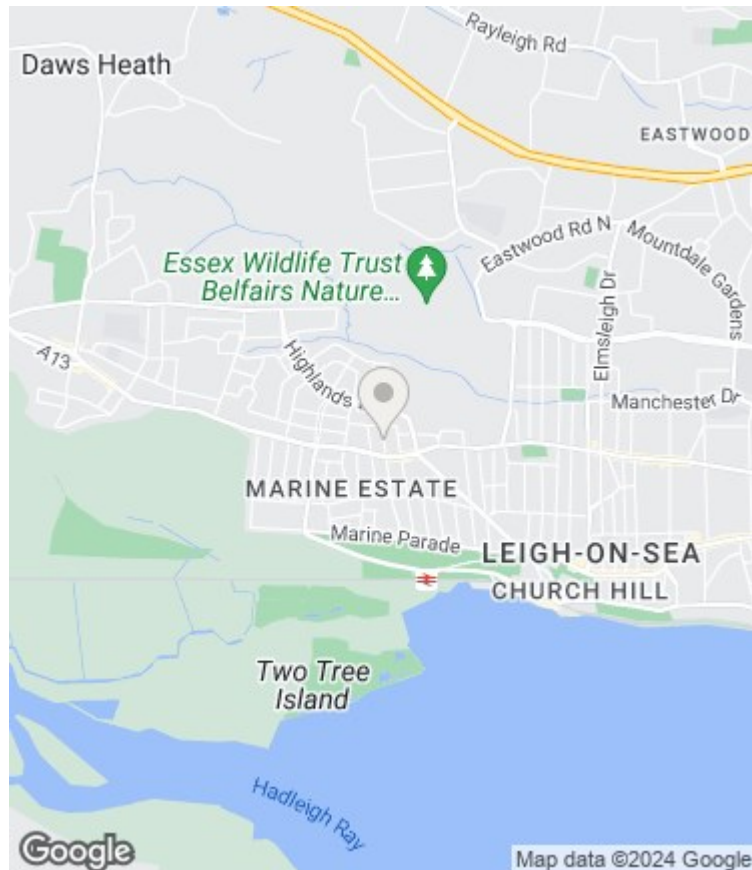 Rayleigh Rd
Daws Heath
EASTWOOD
Eastwood Rd N
Mountdale Gardens
Essex Wildlife Trust
Belfairs Nature...
Elmsleigh Dr
A13
Highlands
Manchester Dr
MARINE ESTATE
Marine Parade
LEIGH-ON-SEA
CHURCH HILL
Two Tree
Island
Hadleigh Ray
Google
Map data ©2024 Google